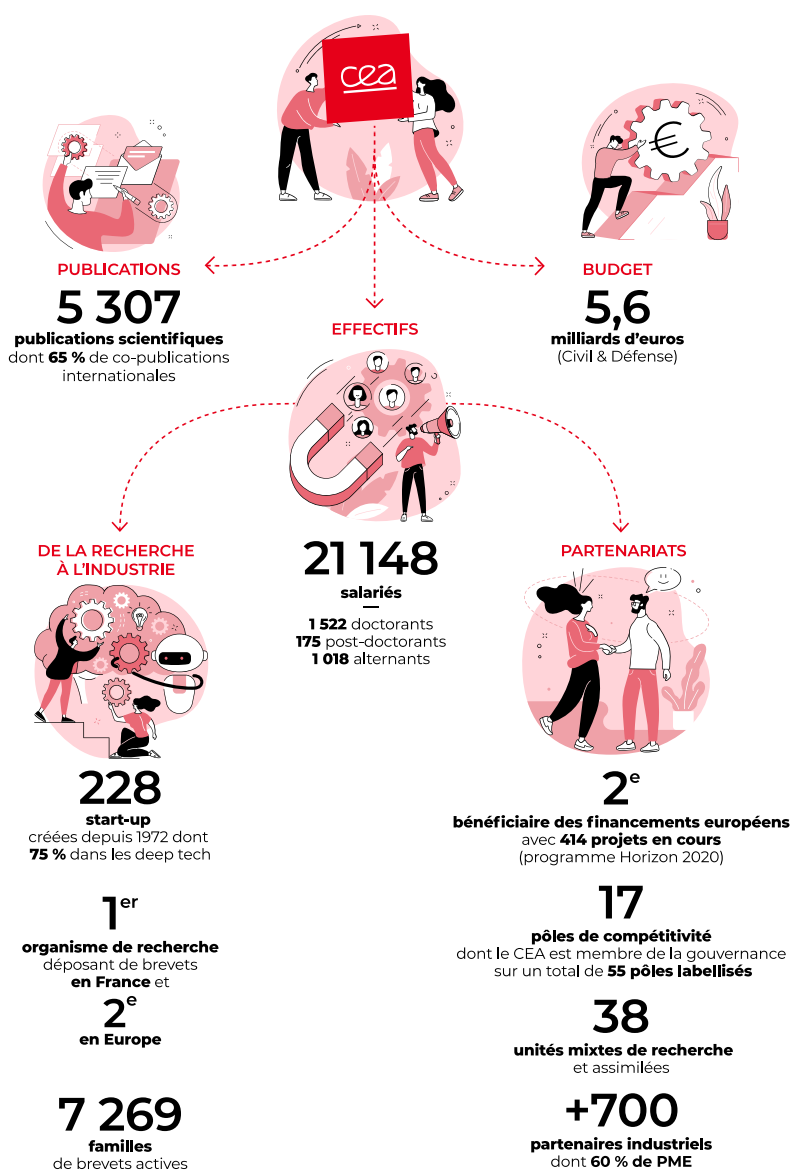 cea
€
PUBLICATIONS
5 307
publications scientifiques
dont 65 % de co-publications
internationales
BUDGET
5,6
milliards d'euros
(Civil & Défense)
EFFECTIFS
21 148
salariés
1 522 doctorants
175 post-doctorants
1 018 alternants
DE LA RECHERCHE
À L'INDUSTRIE
228
start-up
créées depuis 1972 dont
75 % dans les deep tech
1er
organisme de recherche
déposant de brevets
en France et
2e
en Europe
7 269
familles
de brevets actives
PARTENARIATS
2e
bénéficiaire des financements européens
avec 414 projets en cours
(programme Horizon 2020)
17
pôles de compétitivité
dont le CEA est membre de la gouvernance
sur un total de 55 pôles labellisés
38
unités mixtes de recherche
et assimilées
+700
partenaires industriels
dont 60 % de PME